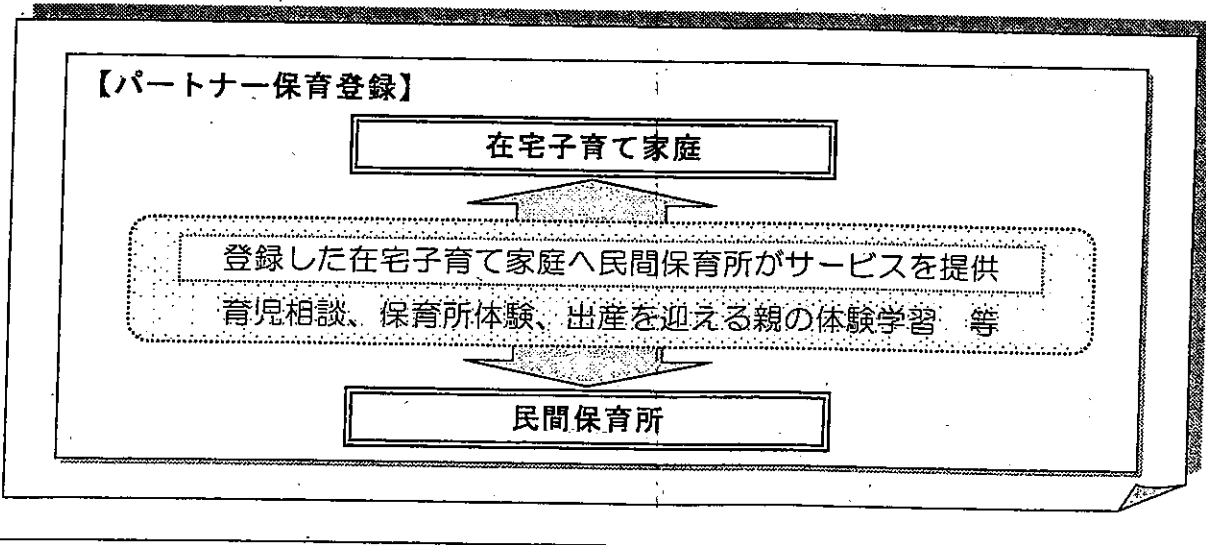 【パートナー保育登録】
在宅子育て家庭
登録した在宅子育て家庭へ民間保育所がサービスを提供
育児相談、保育所体験、出産を迎える親の体験学習　等
民間保育所